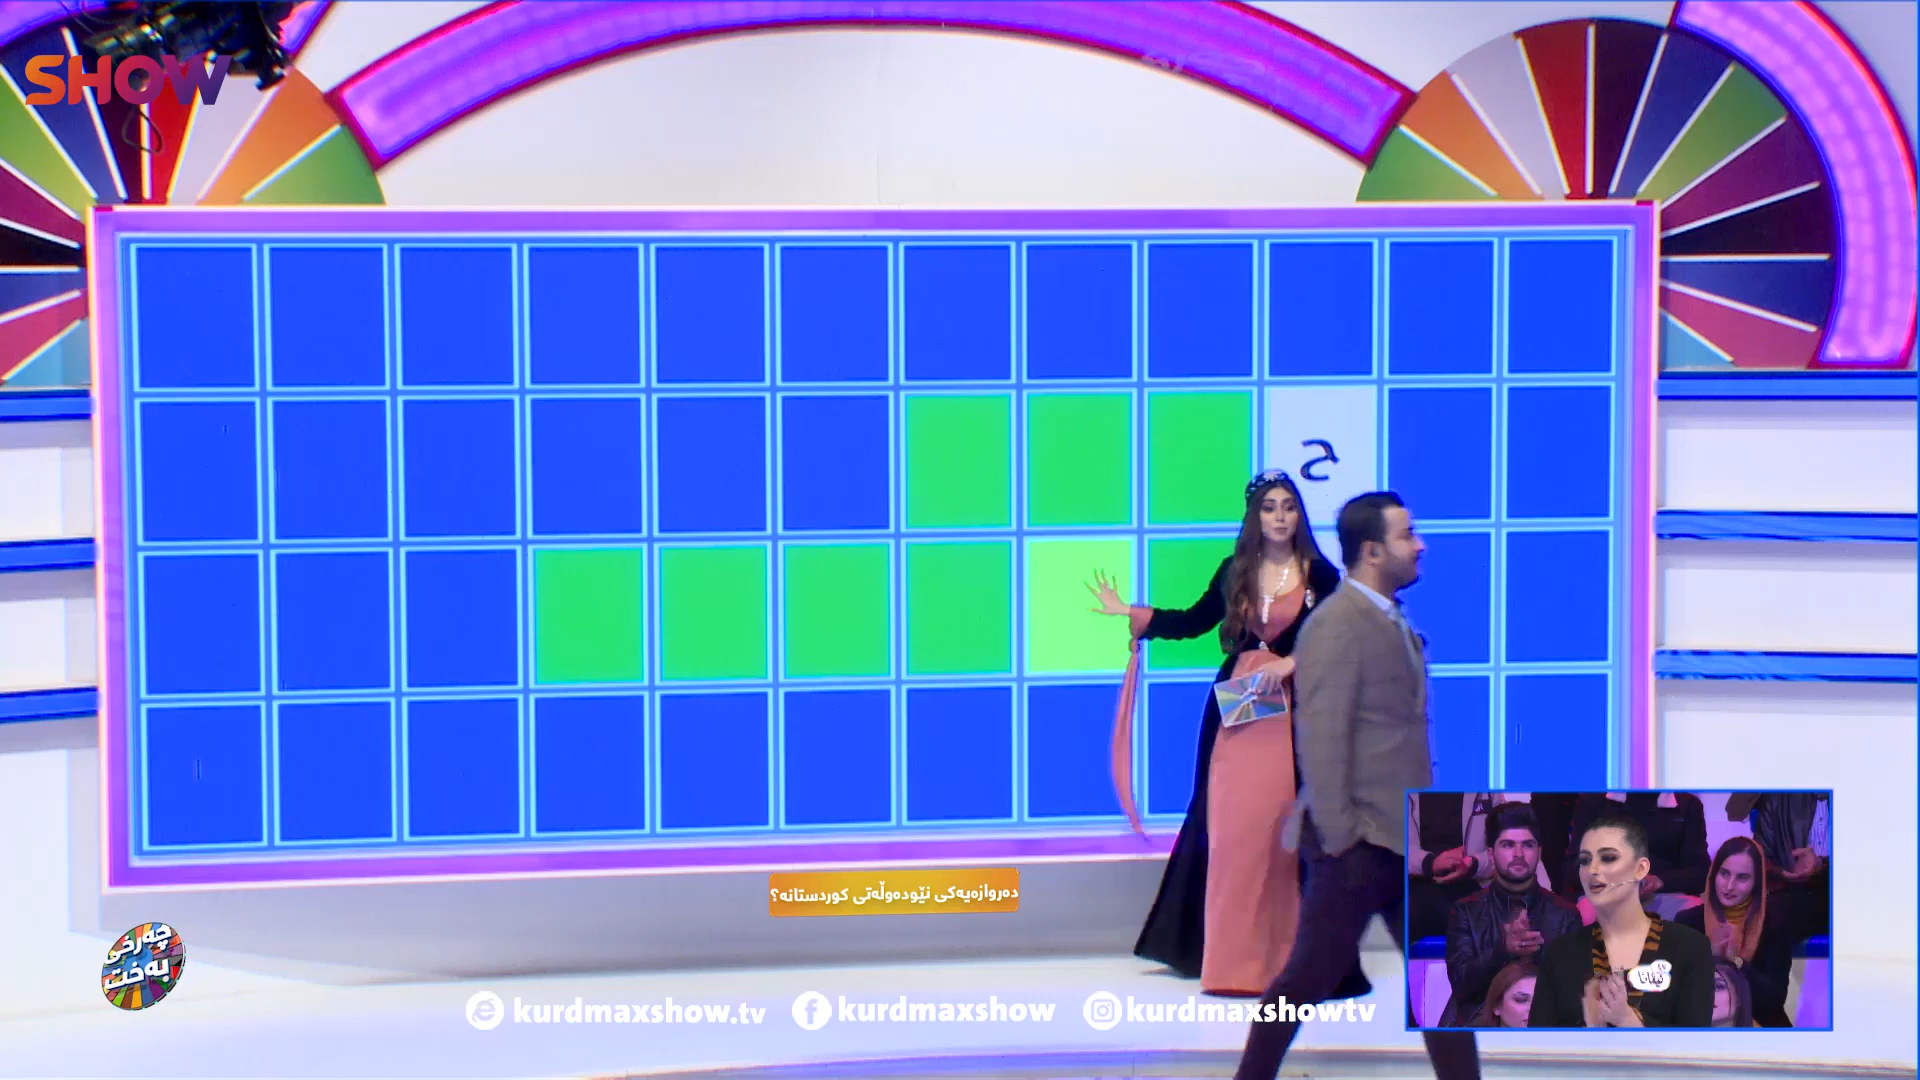 SHOW
ک
دەروازەیەکی نێودەوڵەتی کوردستانە؟
چەرخی
بەخت
kurdmaxshow.tv kurdmaxshow kurdmaxshowtv